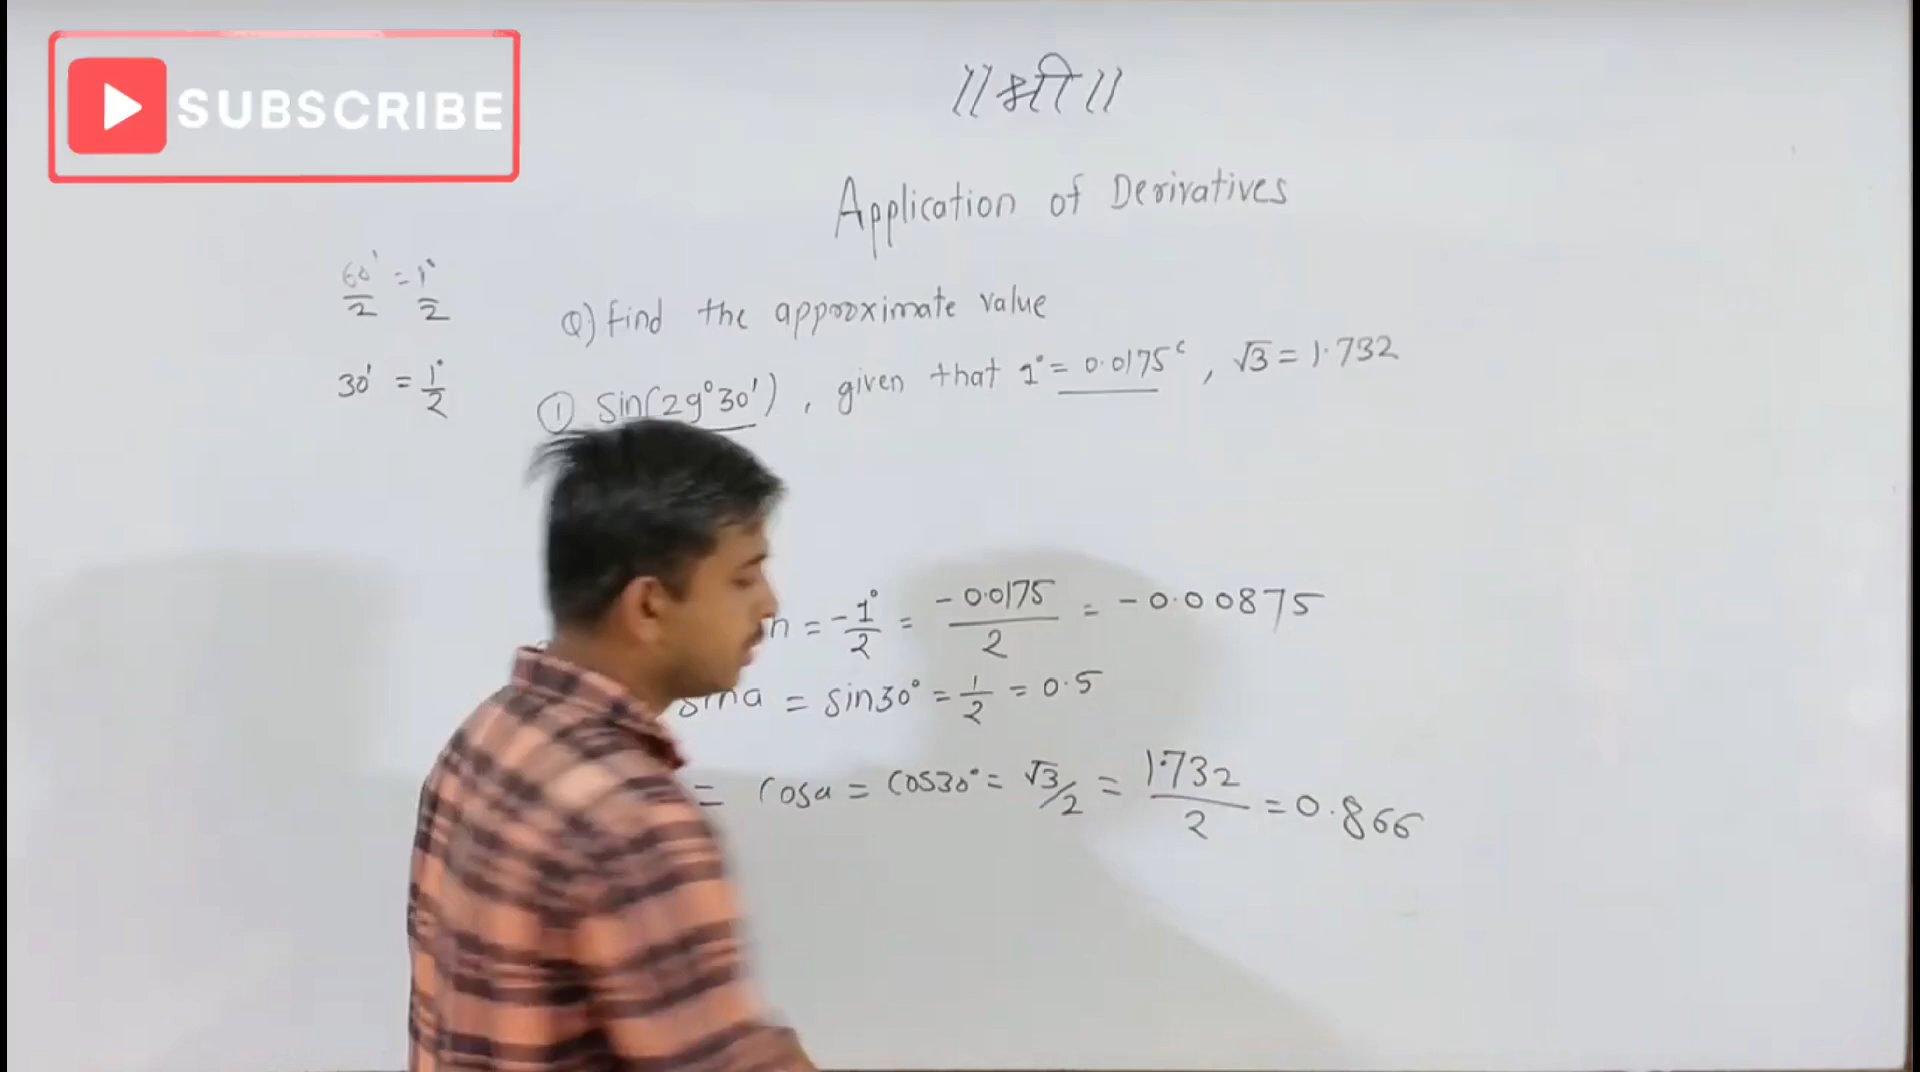 SUBSCRIBE
||श्री||
Application of Derivatives
60'/2 = 1°/2
30' = 1°/2
Q) find the approximate value
① Sin(29°30'), given that 1° = 0.0175ᶜ, √3 = 1.732
h = -1°/2 = -0.0175/2 = -0.00875
sina = sin30° = 1/2 = 0.5
= Cosa = Cos30° = √3/2 = 1.732/2 = 0.866